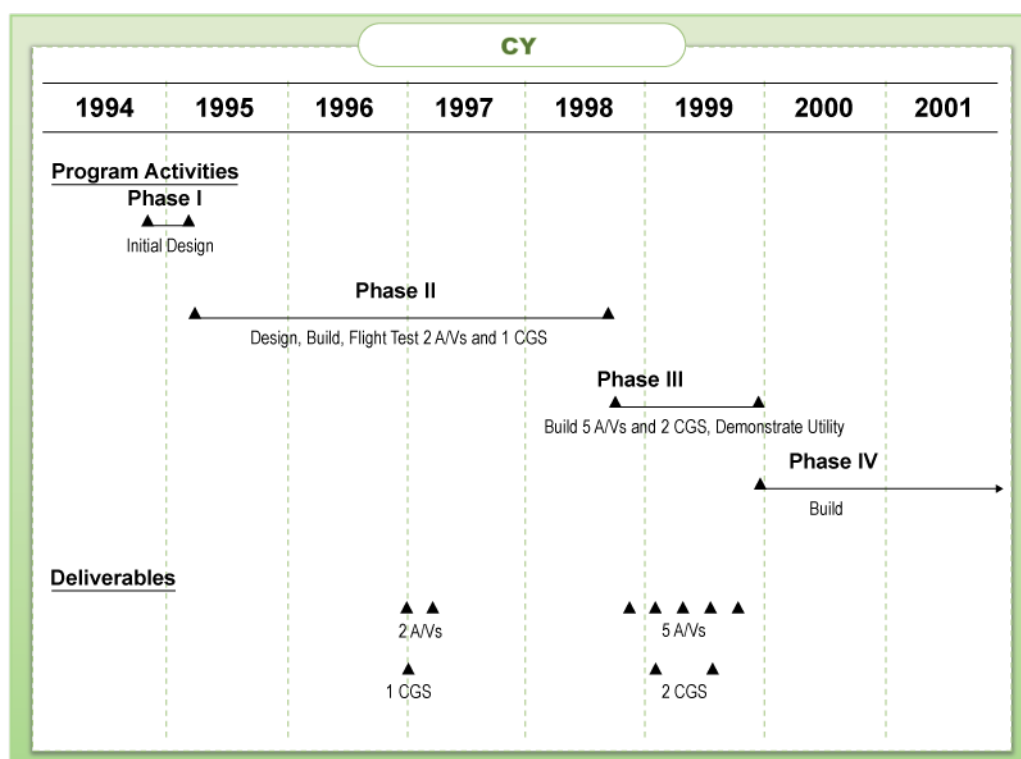 CY
1994 1995 1996 1997 1998 1999 2000 2001
Program Activities
Phase I
Initial Design
Phase II
Design, Build, Flight Test 2 A/Vs and 1 CGS
Phase III
Build 5 A/Vs and 2 CGS, Demonstrate Utility
Phase IV
Build
Deliverables
2 A/Vs 5 A/Vs
1 CGS 2 CGS